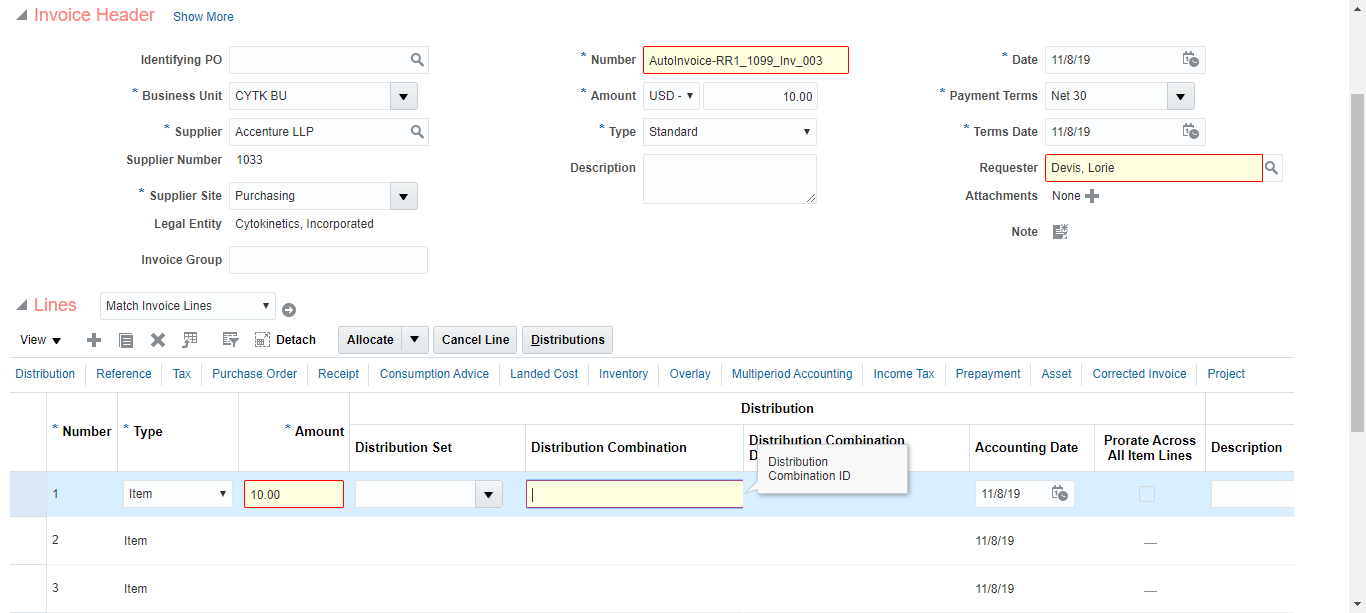 Invoice Header Show More
Identifying PO
* Number AutoInvoice-RR1_1099_Inv_003
* Date 11/8/19
* Business Unit CYTK BU
* Amount USD - 10.00
* Payment Terms Net 30
* Supplier Accenture LLP
* Type Standard
* Terms Date 11/8/19
Supplier Number 1033
Description
Requester Devis, Lorie
* Supplier Site Purchasing
Attachments None
Legal Entity Cytokinetics, Incorporated
Note
Invoice Group
Lines Match Invoice Lines
View Detach Allocate Cancel Line Distributions
Distribution Reference Tax Purchase Order Receipt Consumption Advice Landed Cost Inventory Overlay Multiperiod Accounting Income Tax Prepayment Asset Corrected Invoice Project
Distribution
* Number * Type * Amount Distribution Set Distribution Combination Distribution Combination
Accounting Date Prorate Across
All Item Lines
Description
Distribution
Combination ID
1 Item 10.00 11/8/19
2 Item 11/8/19 —
3 Item 11/8/19 —